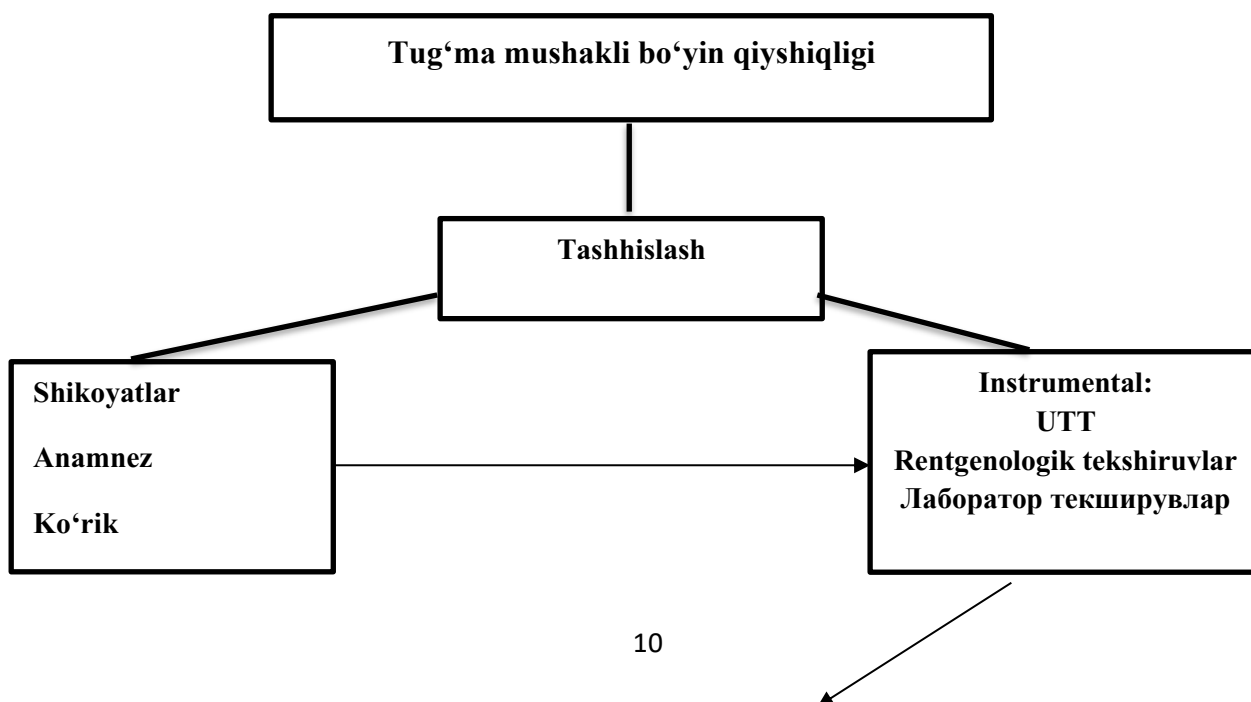 Tug‘ma mushakli bo‘yin qiyshiqligi
Tashhislash
Shikoyatlar
Anamnez
Ko‘rik
Instrumental:
UTT
Rentgenologik tekshiruvlar
Лаборатор текширувлар
10